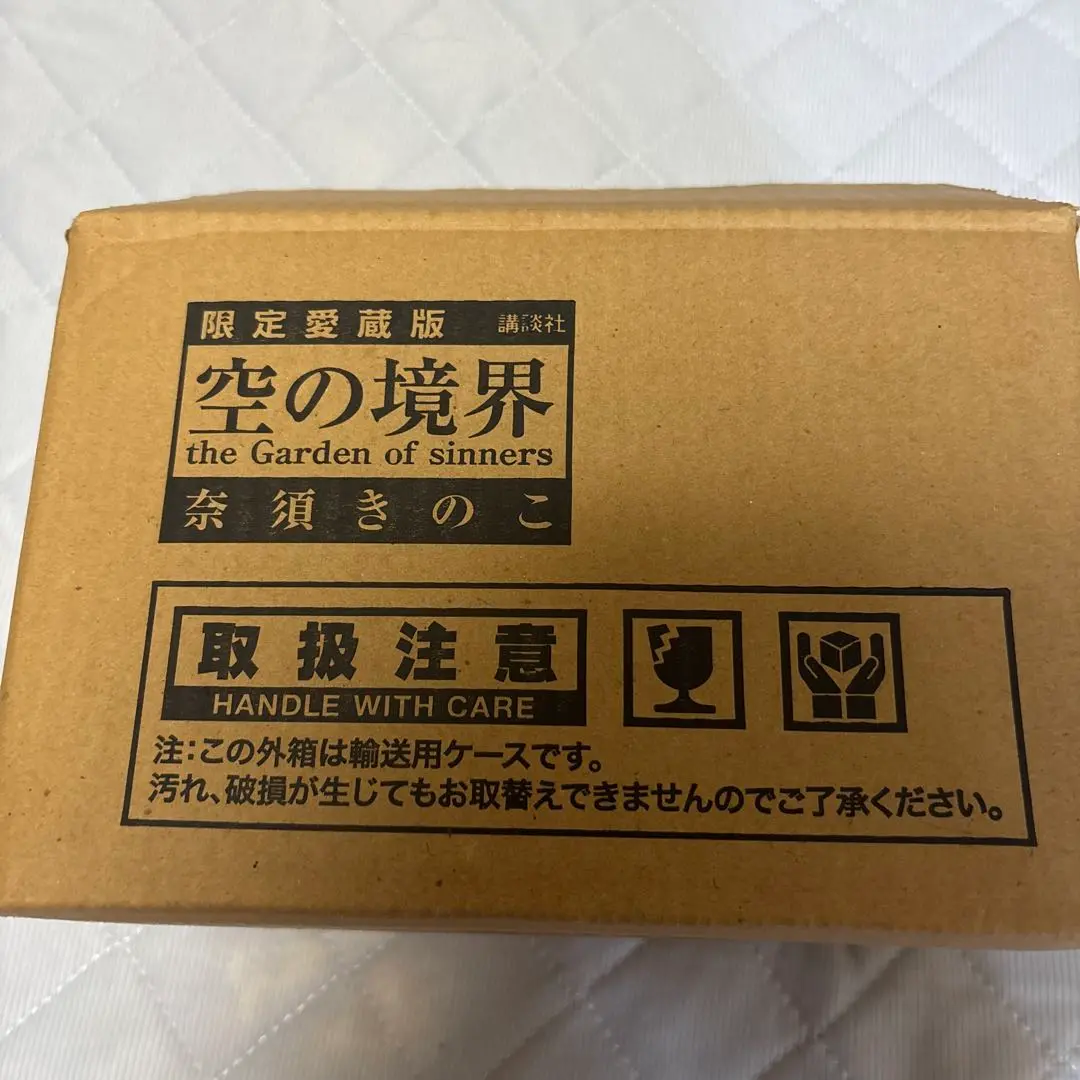 限定愛蔵版 講談社
空の境界
the Garden of sinners
奈須きのこ
取扱注意
HANDLE WITH CARE
注:この外箱は輸送用ケースです。
汚れ、破損が生じてもお取替えできませんのでご了承ください。